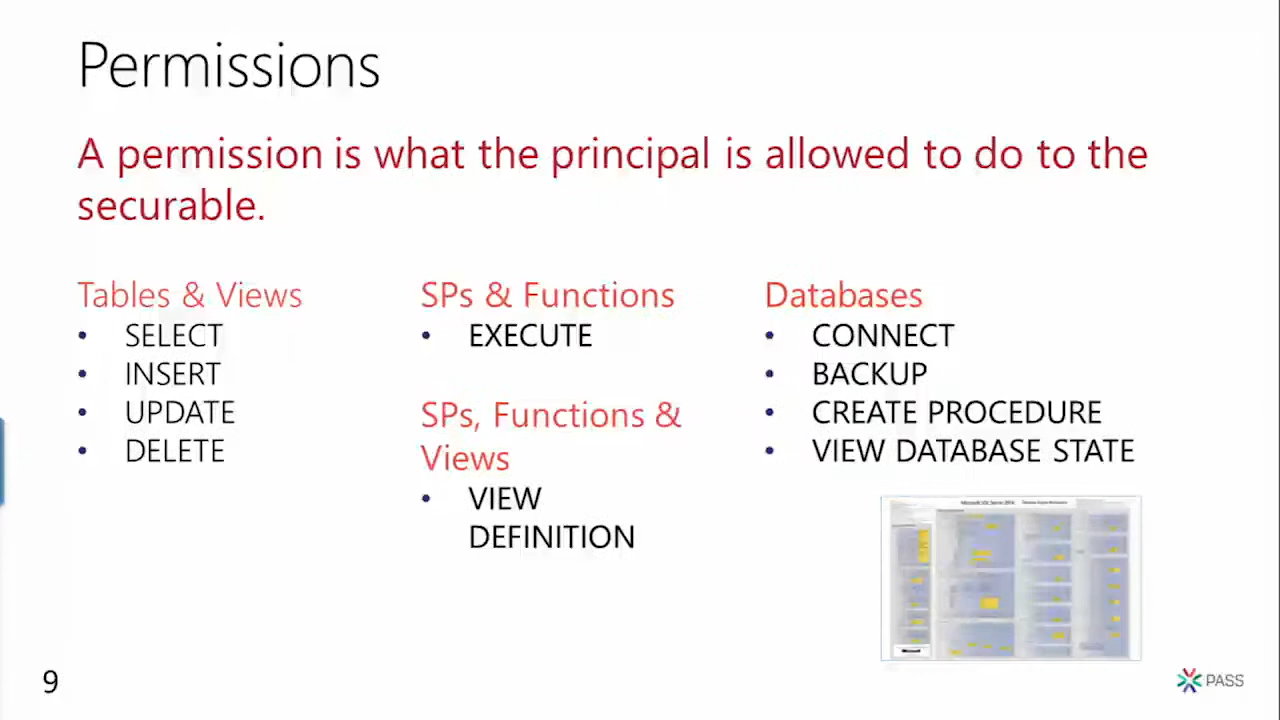 Permissions
A permission is what the principal is allowed to do to the
securable.
Tables & Views
• SELECT
• INSERT
• UPDATE
• DELETE
SPs & Functions
• EXECUTE
SPs, Functions &
Views
• VIEW
DEFINITION
Databases
• CONNECT
• BACKUP
• CREATE PROCEDURE
• VIEW DATABASE STATE
9
PASS